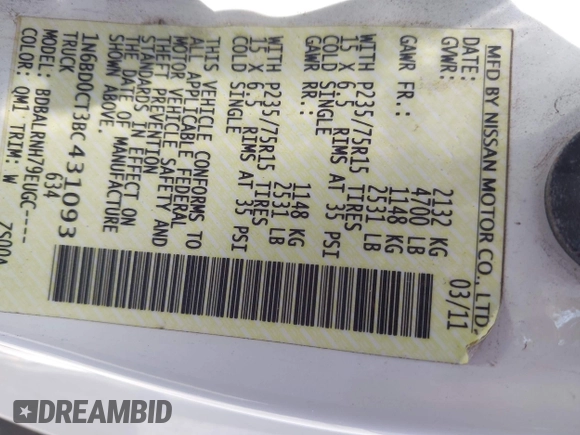 MFD BY NISSAN MOTOR CO., LTD.
DATE: 03/11
GVWR: 2132 KG
4700 LB
GAWR FR.: 1148 KG
2531 LB
WITH P235/75R15 TIRES
15 X 6.5 RIMS AT 35 PSI
COLD SINGLE
GAWR RR.: 1148 KG
2531 LB
WITH P235/75R15 TIRES
15 X 6.5 RIMS AT 35 PSI
COLD SINGLE
THIS VEHICLE CONFORMS TO
ALL APPLICABLE FEDERAL
MOTOR VEHICLE SAFETY AND
THEFT PREVENTION
STANDARDS IN EFFECT ON
THE DATE OF MANUFACTURE
SHOWN ABOVE.
1N6BD0CT3BC431093
TRUCK 634
MODEL: BDBALRNH79EUGC----
COLOR: QM1 TRIM: W
DREAMBID